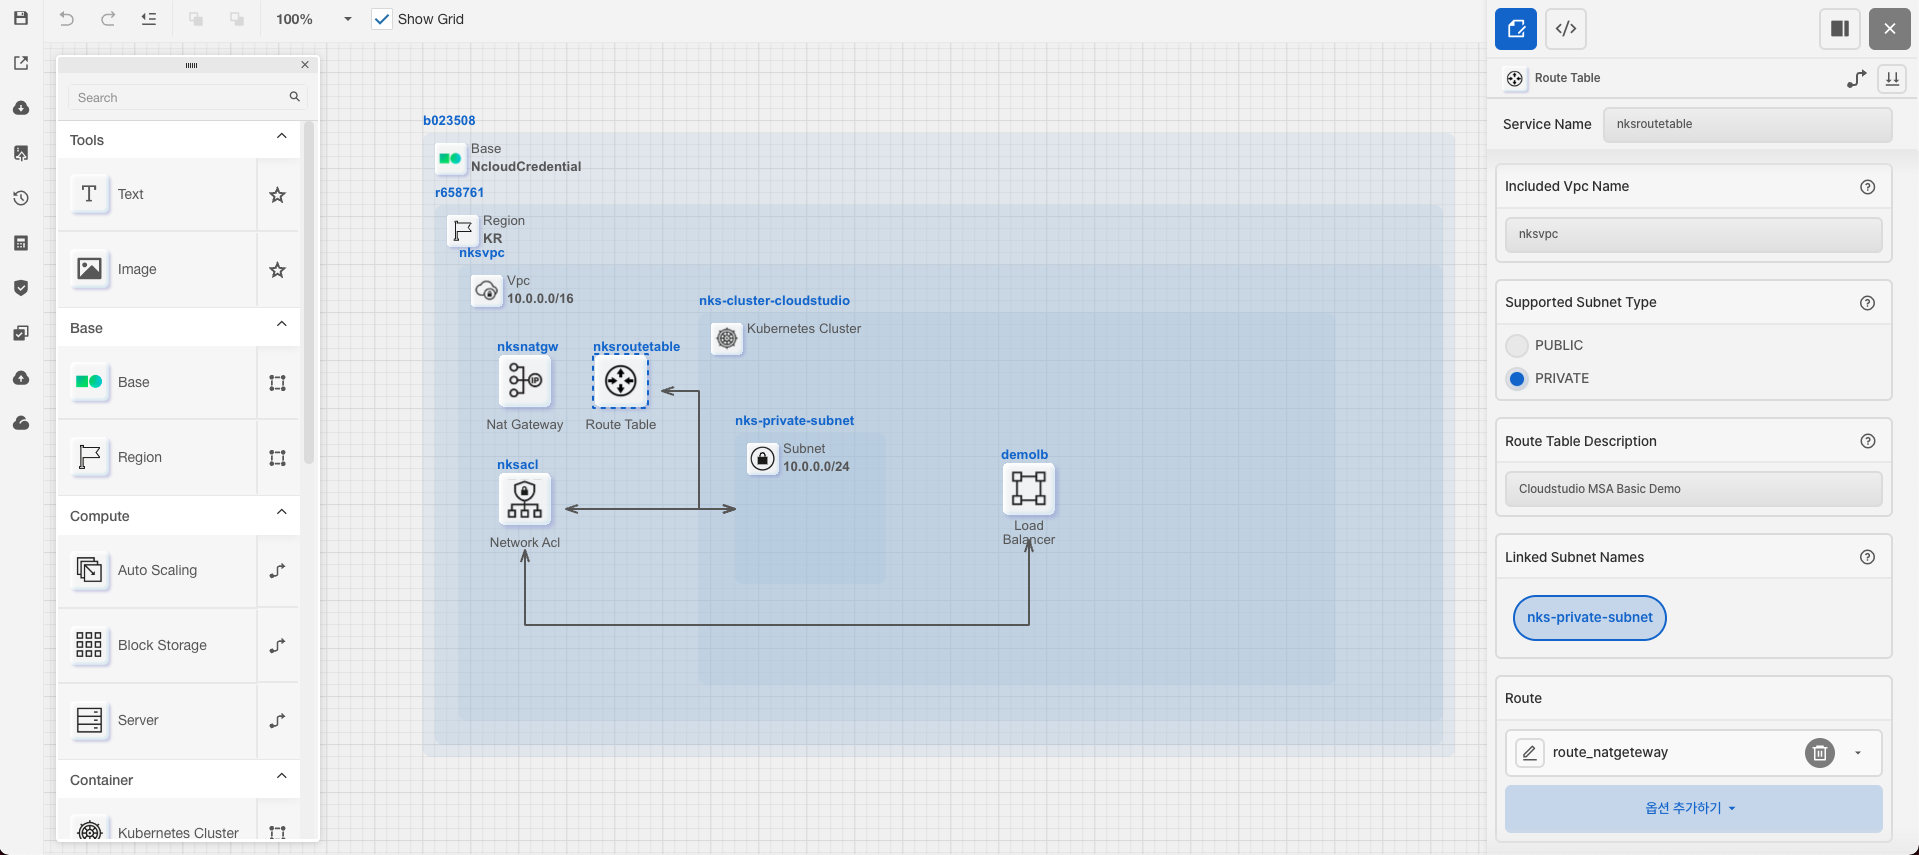 100%
Show Grid
Search
Tools
Text
Image
Base
Base
Region
Compute
Auto Scaling
Block Storage
Server
Container
Kubernetes Cluster
b023508
Base
NcloudCredential
r658761
Region
KR
nksvpc
Vpc
10.0.0.0/16
nks-cluster-cloudstudio
Kubernetes Cluster
nksnatgw
Nat Gateway
nksroutetable
Route Table
nks-private-subnet
Subnet
10.0.0.0/24
nksacl
Network Acl
demolb
Load
Balancer
Route Table
Service Name
nksroutetable
Included Vpc Name
nksvpc
Supported Subnet Type
PUBLIC
PRIVATE
Route Table Description
Cloudstudio MSA Basic Demo
Linked Subnet Names
nks-private-subnet
Route
route_natgeteway
옵션 추가하기